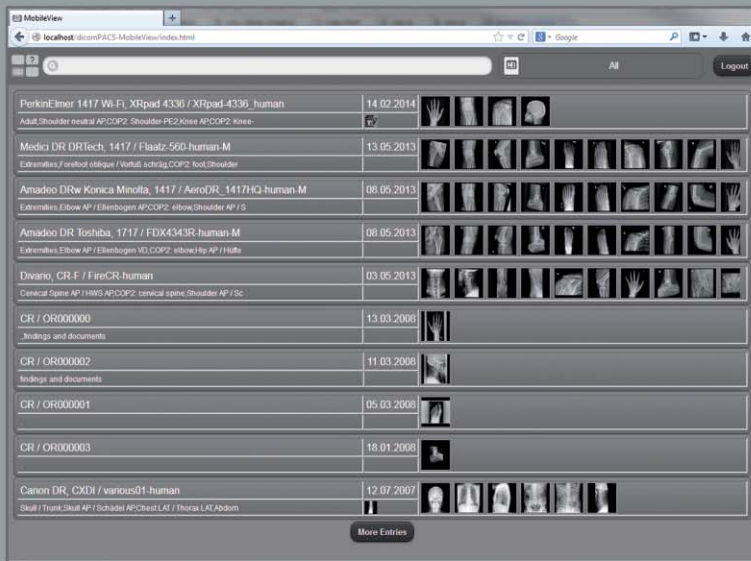 MobileView
localhost/dicomPACS-MobileView/index.html
Google
All
Logout
PerkinElmer 1417 Wi-Fi, XRpad 4336 / XRpad-4336_human 14.02.2014
Adult,Shoulder neutral AP,COP2: Shoulder-PE2,Knee AP,COP2: Knee-
Medici DR DRTech, 1417 / Flaatz-560-human-M 13.05.2013
Extremities,Forefoot oblique / Vorfuß schräg,COP2: foot,Shoulder
Amadeo DRw Konica Minolta, 1417 / AeroDR_1417HQ-human-M 08.05.2013
Extremities,Elbow AP / Ellenbogen AP,COP2: elbow,Shoulder AP / S
Amadeo DR Toshiba, 1717 / FDX4343R-human-M 08.05.2013
Extremities,Elbow AP / Ellenbogen VD,COP2: elbow,Hip AP / Hüfte
Divario, CR-F / FireCR-human 03.05.2013
Cervical Spine AP / HWS AP,COP2: cervical spine,Shoulder AP / Sc
CR / OR000000 13.03.2008
,findings and documents
CR / OR000002 11.03.2008
findings and documents
CR / OR000001 05.03.2008
CR / OR000003 18.01.2008
Canon DR, CXDI / various01-human 12.07.2007
Skull / Trunk,Skull AP / Schädel AP,Chest LAT / Thorax LAT,Abdom
More Entries